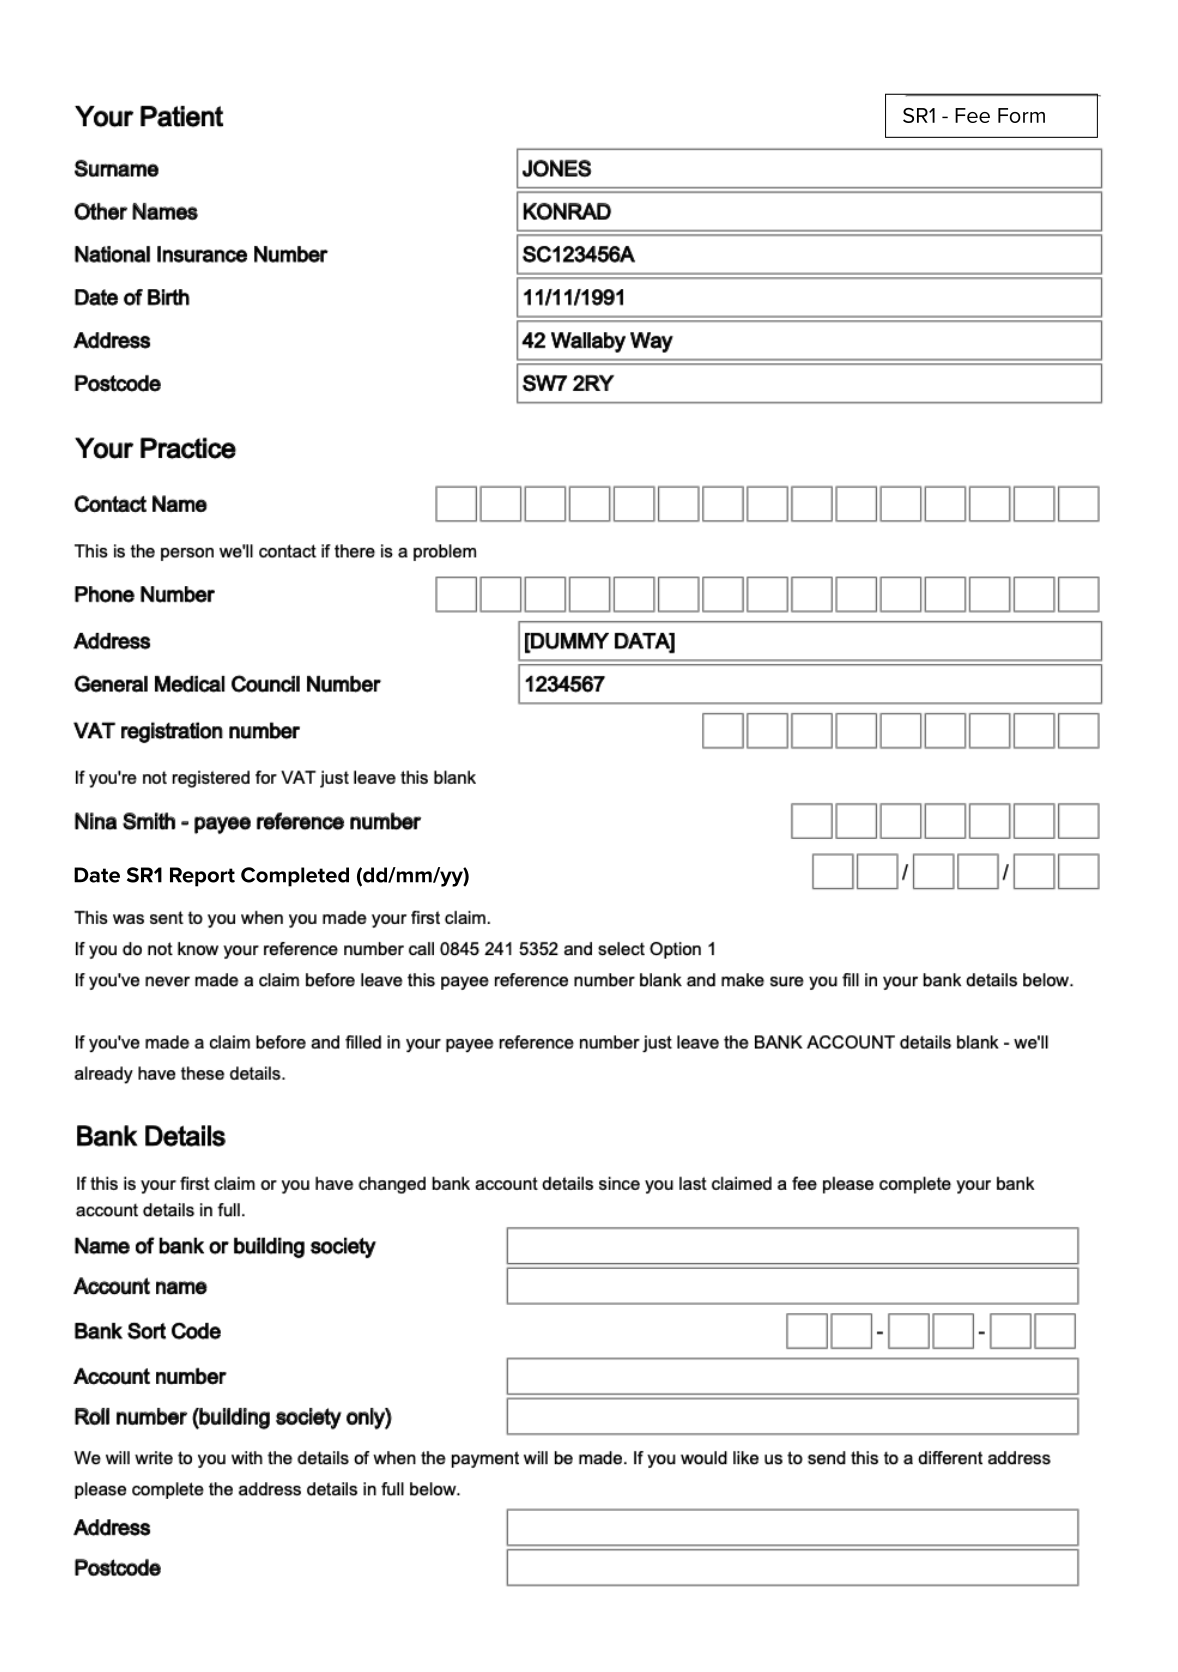 Your Patient
SR1 - Fee Form
Surname JONES
Other Names KONRAD
National Insurance Number SC123456A
Date of Birth 11/11/1991
Address 42 Wallaby Way
Postcode SW7 2RY
Your Practice
Contact Name
This is the person we'll contact if there is a problem
Phone Number
Address [DUMMY DATA]
General Medical Council Number 1234567
VAT registration number
If you're not registered for VAT just leave this blank
Nina Smith - payee reference number
Date SR1 Report Completed (dd/mm/yy) / /
This was sent to you when you made your first claim.
If you do not know your reference number call 0845 241 5352 and select Option 1
If you've never made a claim before leave this payee reference number blank and make sure you fill in your bank details below.
If you've made a claim before and filled in your payee reference number just leave the BANK ACCOUNT details blank - we'll
already have these details.
Bank Details
If this is your first claim or you have changed bank account details since you last claimed a fee please complete your bank
account details in full.
Name of bank or building society
Account name
Bank Sort Code - -
Account number
Roll number (building society only)
We will write to you with the details of when the payment will be made. If you would like us to send this to a different address
please complete the address details in full below.
Address
Postcode